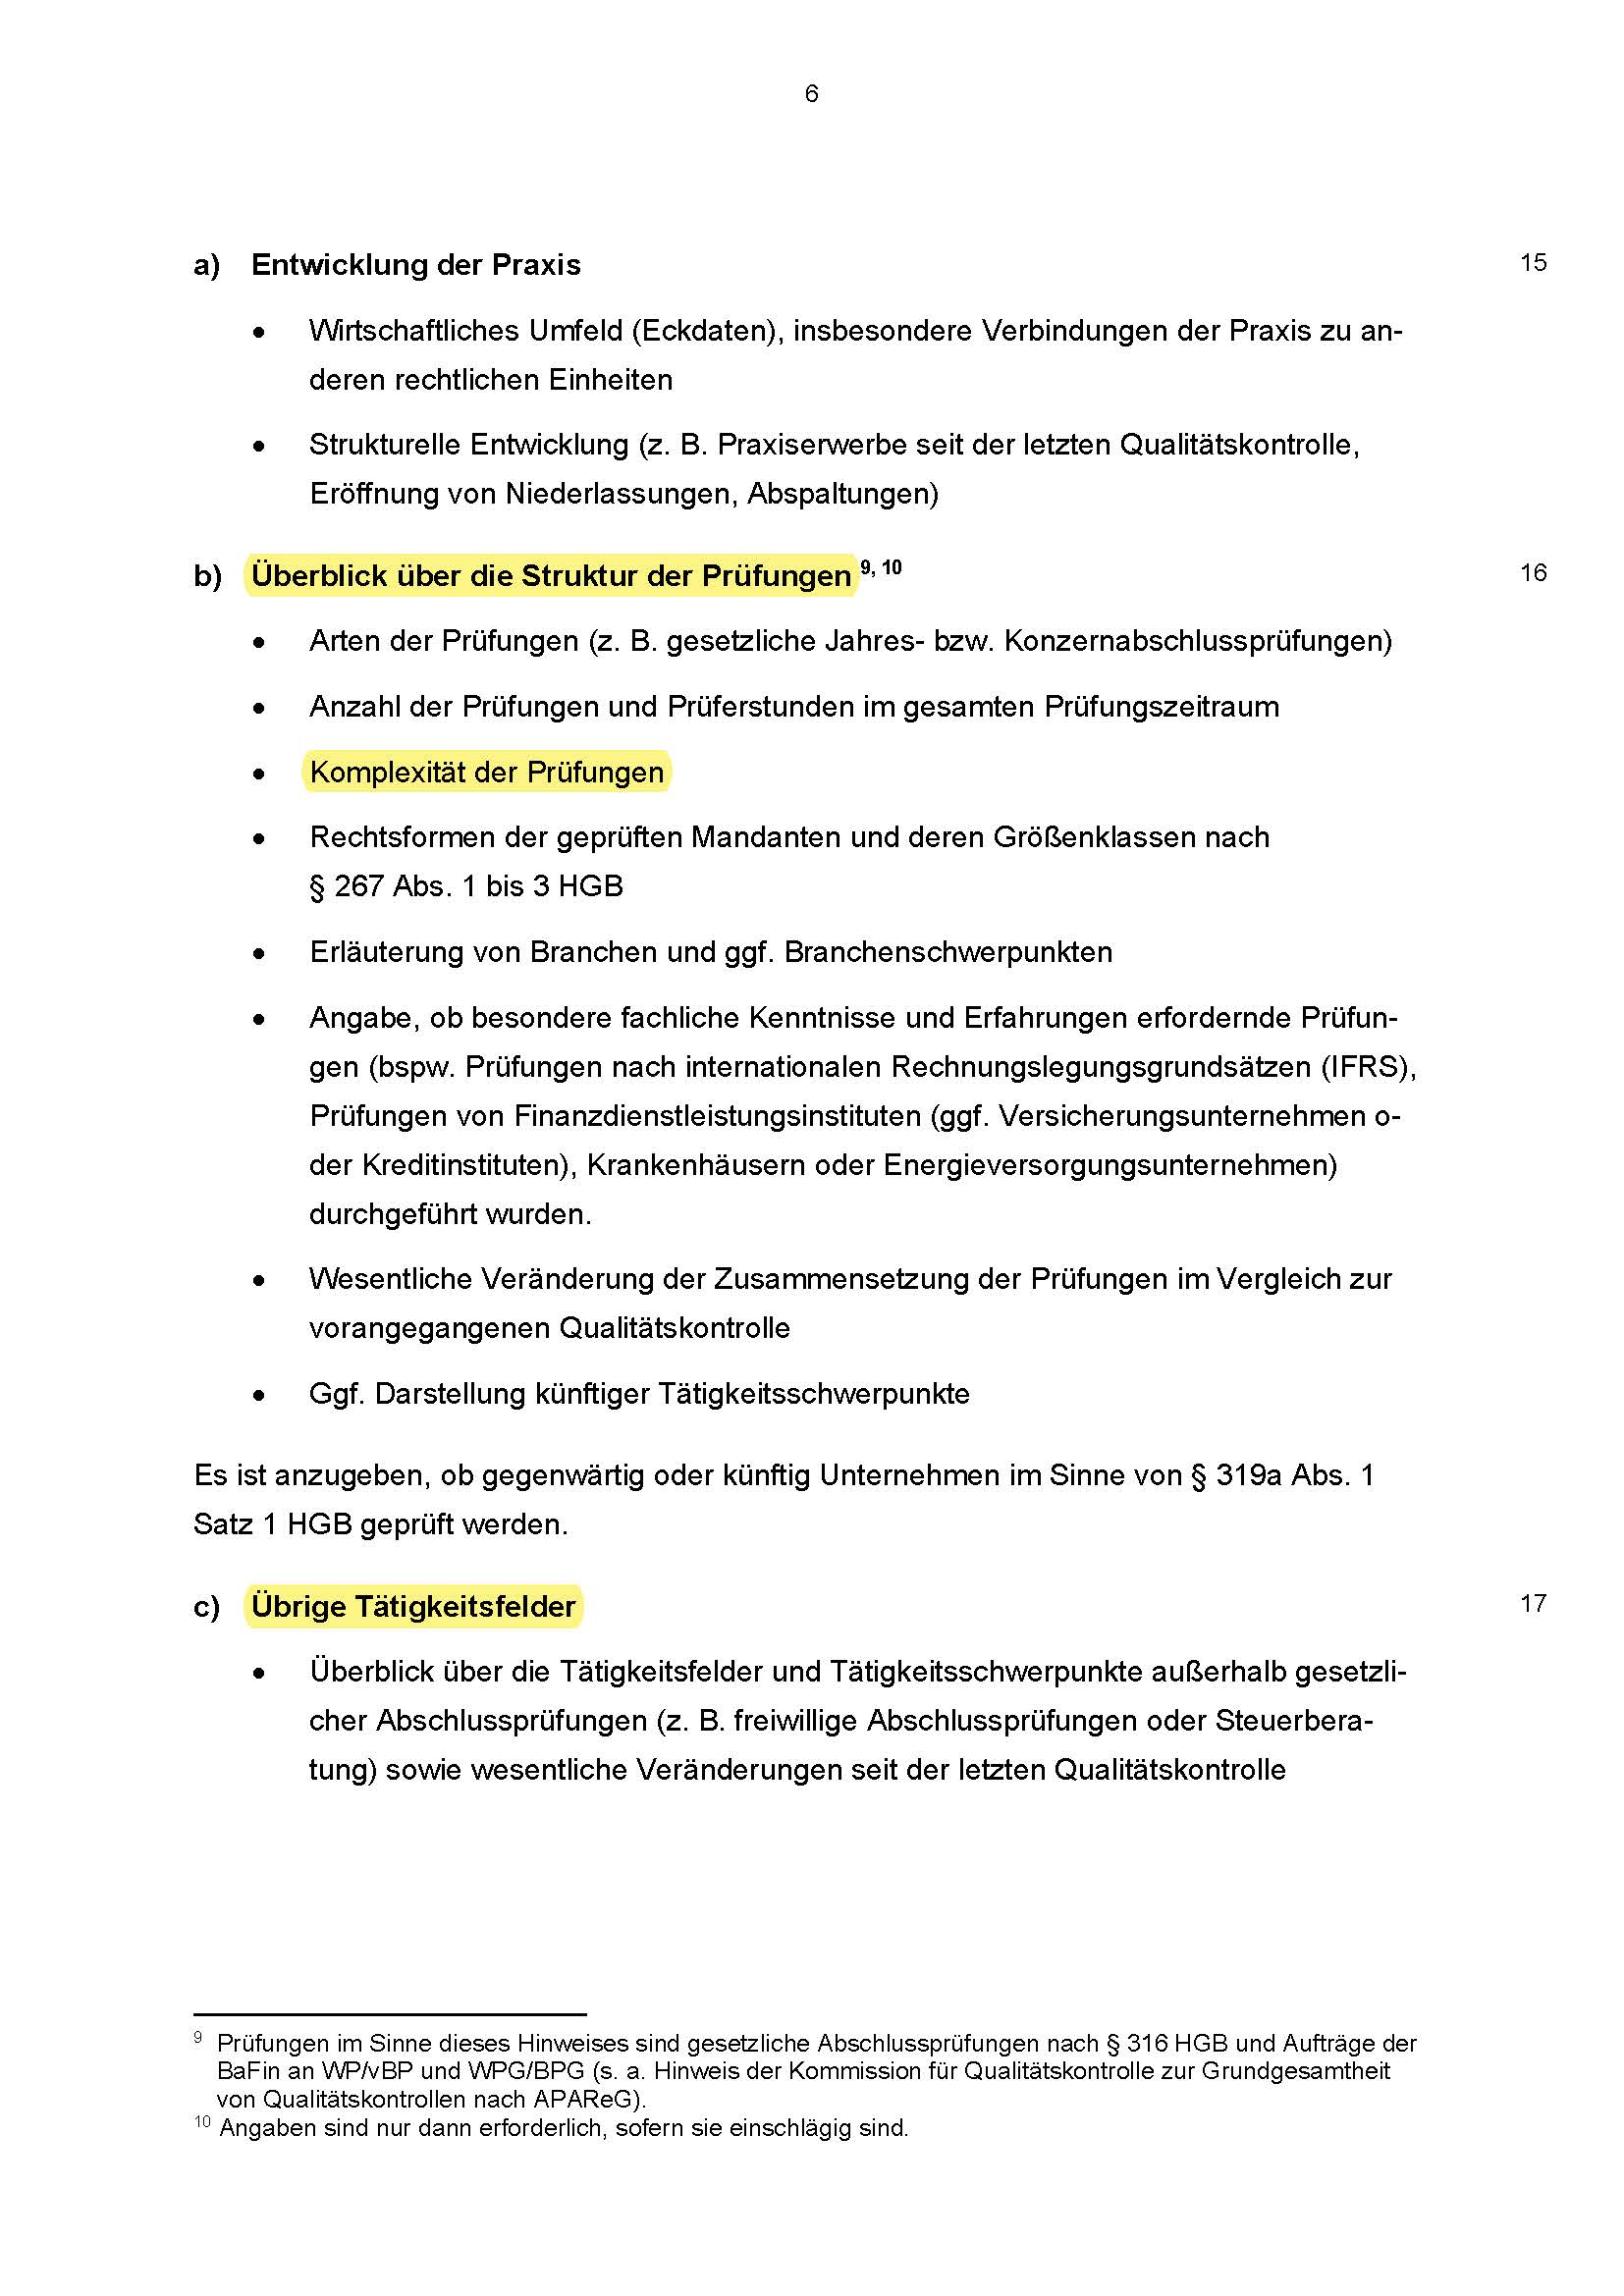 6
a) Entwicklung der Praxis 15
• Wirtschaftliches Umfeld (Eckdaten), insbesondere Verbindungen der Praxis zu an-
deren rechtlichen Einheiten
• Strukturelle Entwicklung (z. B. Praxiserwerbe seit der letzten Qualitätskontrolle,
Eröffnung von Niederlassungen, Abspaltungen)
b) Überblick über die Struktur der Prüfungen 9, 10 16
• Arten der Prüfungen (z. B. gesetzliche Jahres- bzw. Konzernabschlussprüfungen)
• Anzahl der Prüfungen und Prüferstunden im gesamten Prüfungszeitraum
• Komplexität der Prüfungen
• Rechtsformen der geprüften Mandanten und deren Größenklassen nach
§ 267 Abs. 1 bis 3 HGB
• Erläuterung von Branchen und ggf. Branchenschwerpunkten
• Angabe, ob besondere fachliche Kenntnisse und Erfahrungen erfordernde Prüfun-
gen (bspw. Prüfungen nach internationalen Rechnungslegungsgrundsätzen (IFRS),
Prüfungen von Finanzdienstleistungsinstituten (ggf. Versicherungsunternehmen o-
der Kreditinstituten), Krankenhäusern oder Energieversorgungsunternehmen)
durchgeführt wurden.
• Wesentliche Veränderung der Zusammensetzung der Prüfungen im Vergleich zur
vorangegangenen Qualitätskontrolle
• Ggf. Darstellung künftiger Tätigkeitsschwerpunkte
Es ist anzugeben, ob gegenwärtig oder künftig Unternehmen im Sinne von § 319a Abs. 1
Satz 1 HGB geprüft werden.
c) Übrige Tätigkeitsfelder 17
• Überblick über die Tätigkeitsfelder und Tätigkeitsschwerpunkte außerhalb gesetzli-
cher Abschlussprüfungen (z. B. freiwillige Abschlussprüfungen oder Steuerbera-
tung) sowie wesentliche Veränderungen seit der letzten Qualitätskontrolle
9 Prüfungen im Sinne dieses Hinweises sind gesetzliche Abschlussprüfungen nach § 316 HGB und Aufträge der
BaFin an WP/vBP und WPG/BPG (s. a. Hinweis der Kommission für Qualitätskontrolle zur Grundgesamtheit
von Qualitätskontrollen nach APAReG).
10 Angaben sind nur dann erforderlich, sofern sie einschlägig sind.